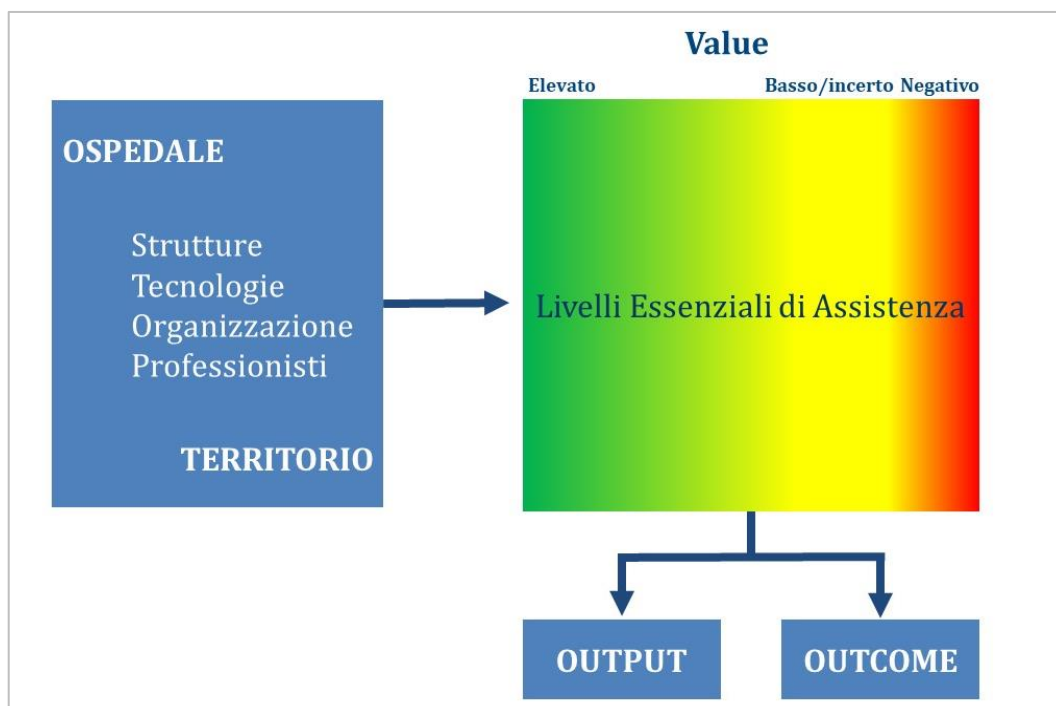 Value
Elevato Basso/incerto Negativo
OSPEDALE
Strutture
Tecnologie
Organizzazione
Professionisti
TERRITORIO
Livelli Essenziali di Assistenza
OUTPUT
OUTCOME